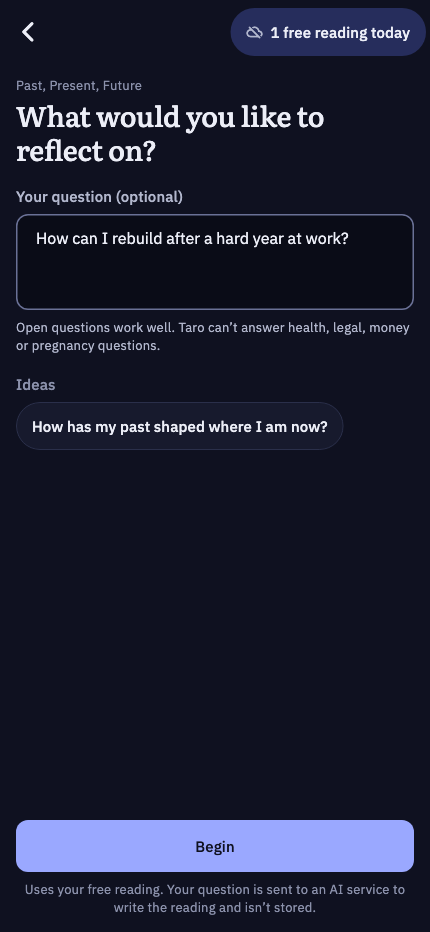 1 free reading today
Past, Present, Future
What would you like to
reflect on?
Your question (optional)
How can I rebuild after a hard year at work?
Open questions work well. Taro can’t answer health, legal, money
or pregnancy questions.
Ideas
How has my past shaped where I am now?
Begin
Uses your free reading. Your question is sent to an AI service to
write the reading and isn’t stored.